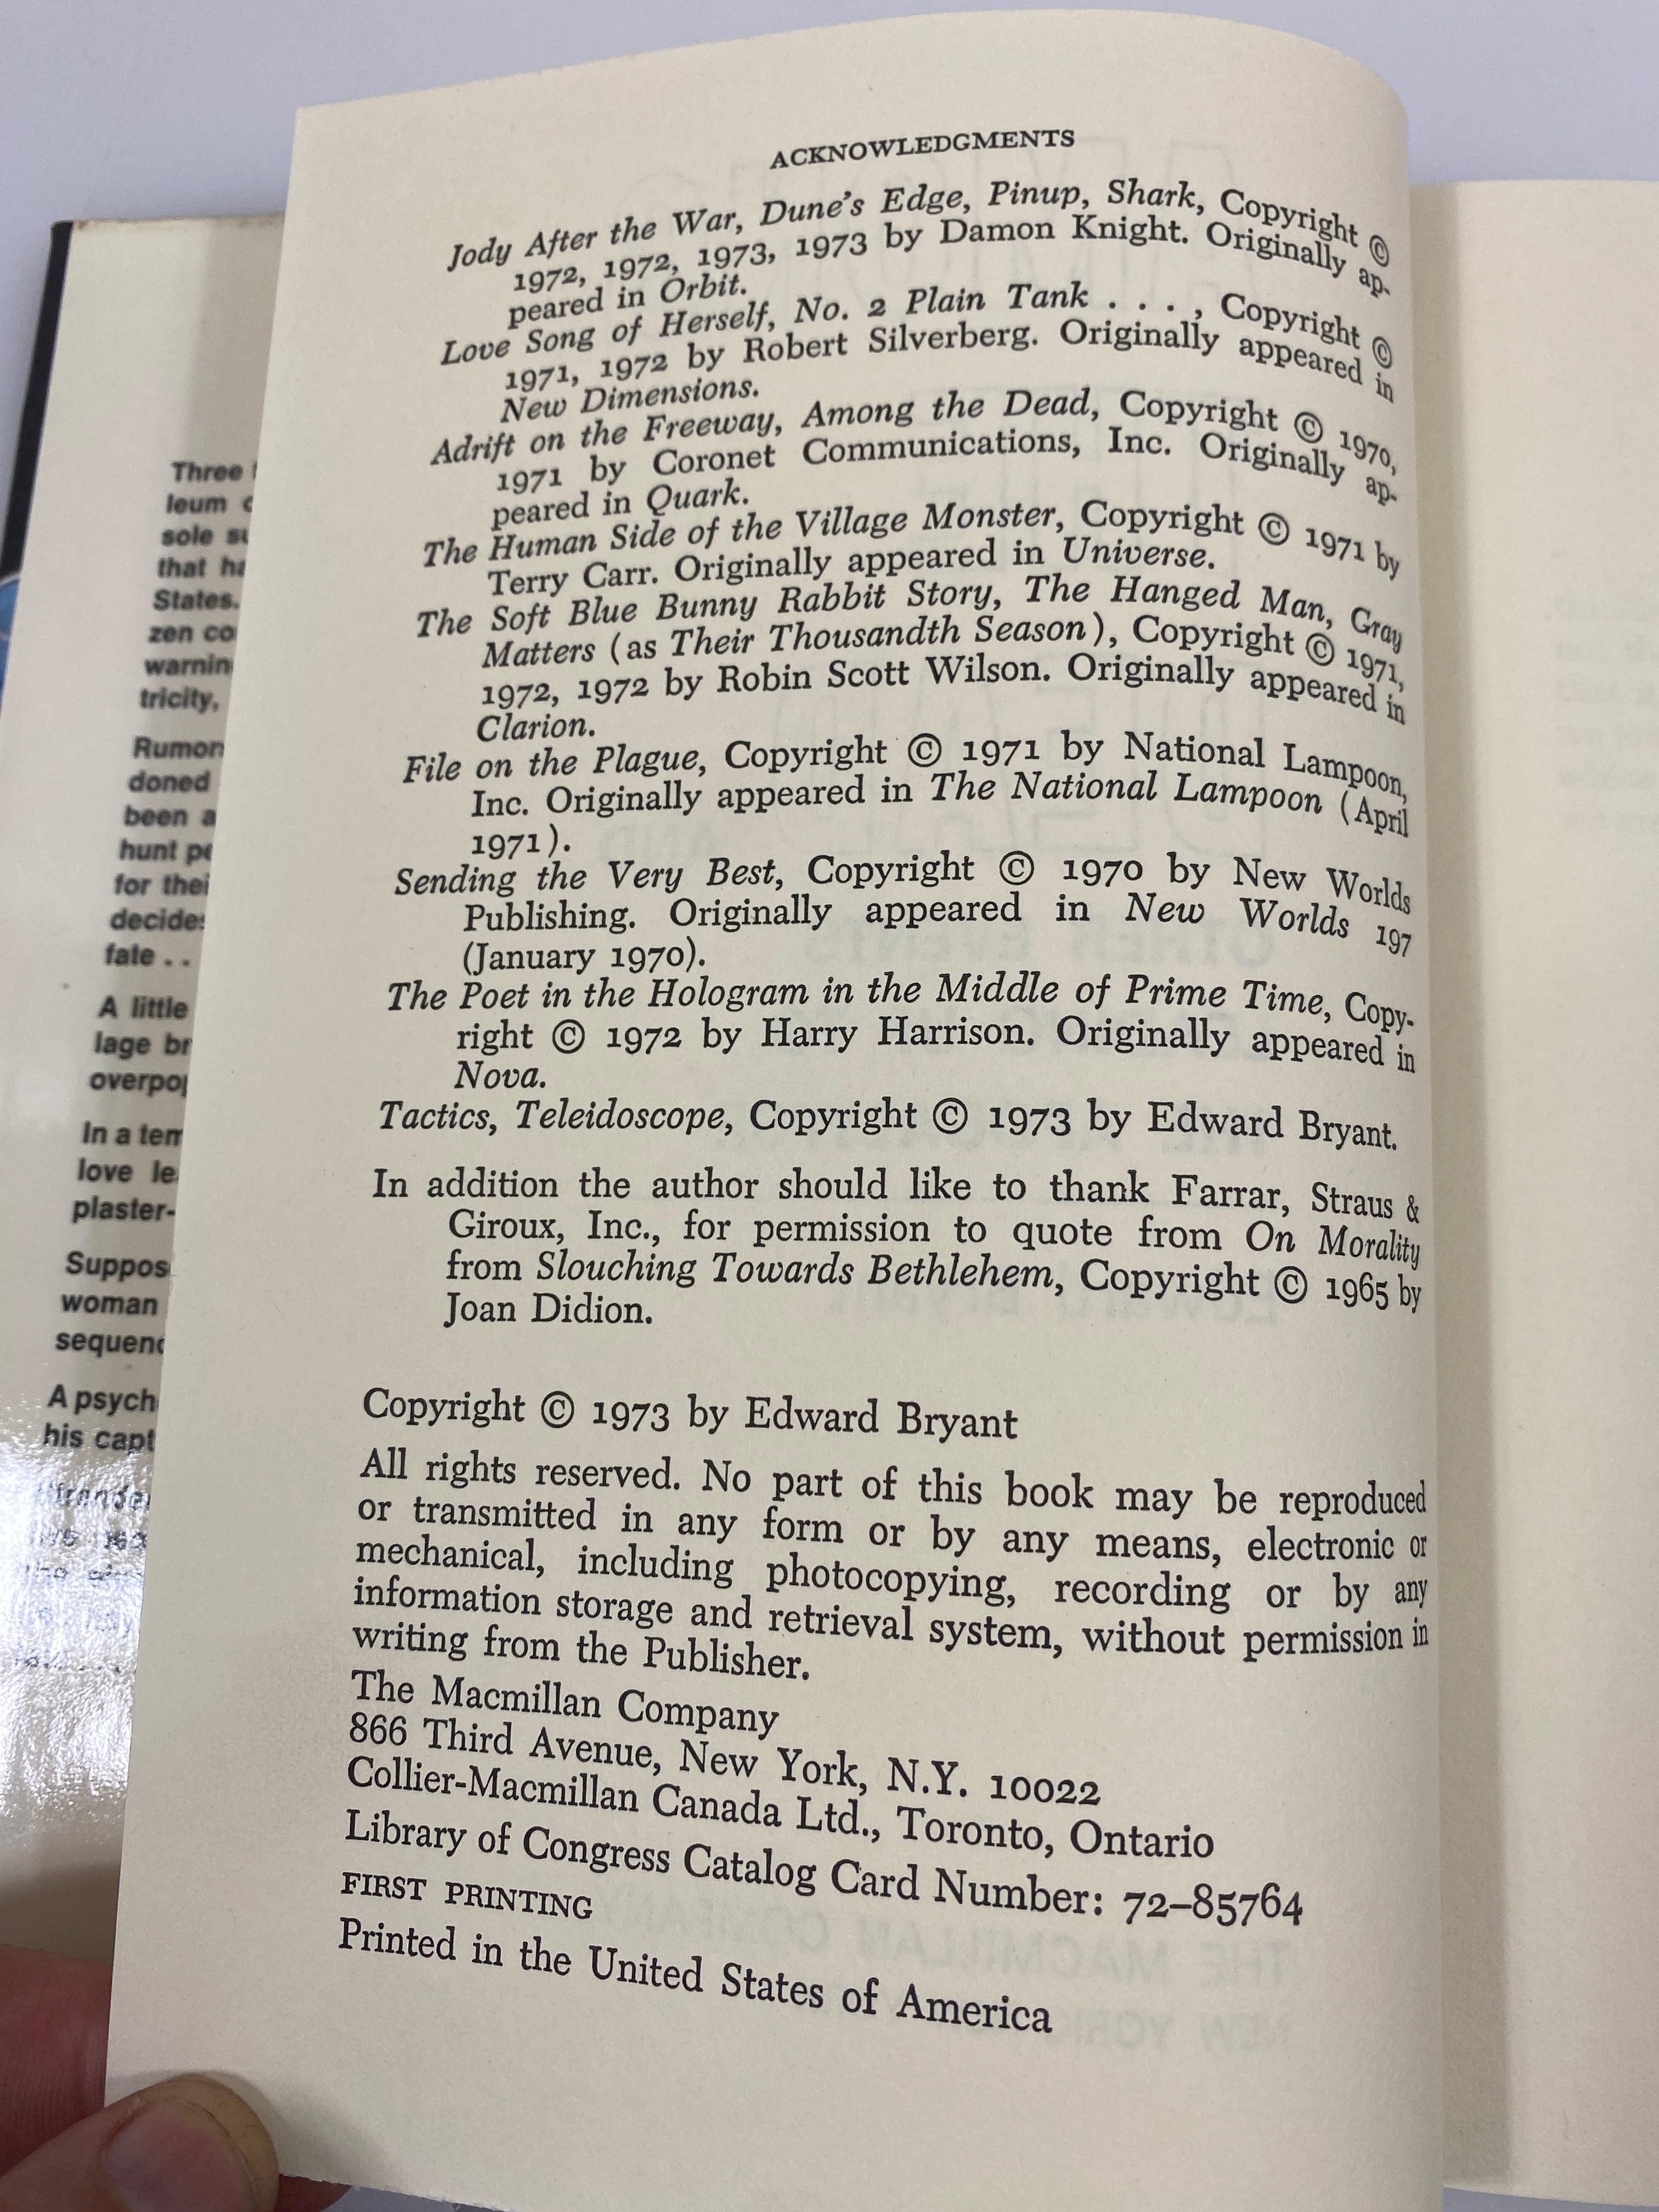 ACKNOWLEDGMENTS
Jody After the War, Dune's Edge, Pinup, Shark, Copyright ©
1972, 1972, 1973, 1973 by Damon Knight. Originally ap-
peared in Orbit.
Love Song of Herself, No. 2 Plain Tank . . . , Copyright ©
1971, 1972 by Robert Silverberg. Originally appeared in
New Dimensions.
Adrift on the Freeway, Among the Dead, Copyright © 1970,
1971 by Coronet Communications, Inc. Originally ap-
peared in Quark.
The Human Side of the Village Monster, Copyright © 1971 by
Terry Carr. Originally appeared in Universe.
The Soft Blue Bunny Rabbit Story, The Hanged Man, Gray
Matters (as Their Thousandth Season), Copyright © 1971,
1972, 1972 by Robin Scott Wilson. Originally appeared in
Clarion.
File on the Plague, Copyright © 1971 by National Lampoon,
Inc. Originally appeared in The National Lampoon (April
1971).
Sending the Very Best, Copyright © 1970 by New Worlds
Publishing. Originally appeared in New Worlds 197
(January 1970).
The Poet in the Hologram in the Middle of Prime Time, Copy-
right © 1972 by Harry Harrison. Originally appeared in
Nova.
Tactics, Teleidoscope, Copyright © 1973 by Edward Bryant.
In addition the author should like to thank Farrar, Straus &
Giroux, Inc., for permission to quote from On Morality
from Slouching Towards Bethlehem, Copyright © 1965 by
Joan Didion.
Copyright © 1973 by Edward Bryant
All rights reserved. No part of this book may be reproduced
or transmitted in any form or by any means, electronic or
mechanical, including photocopying, recording or by any
information storage and retrieval system, without permission in
writing from the Publisher.
The Macmillan Company
866 Third Avenue, New York, N.Y. 10022
Collier-Macmillan Canada Ltd., Toronto, Ontario
Library of Congress Catalog Card Number: 72–85764
FIRST PRINTING
Printed in the United States of America
Three
leum
sole
that
States.
zen co
warnin
tricity,
Rumor
doned
been a
hunt
for thei
decide
fate . .
A little
lage br
overpo
In a tem
love le
plaster-
Suppos
woman
sequenc
A psych
his capt